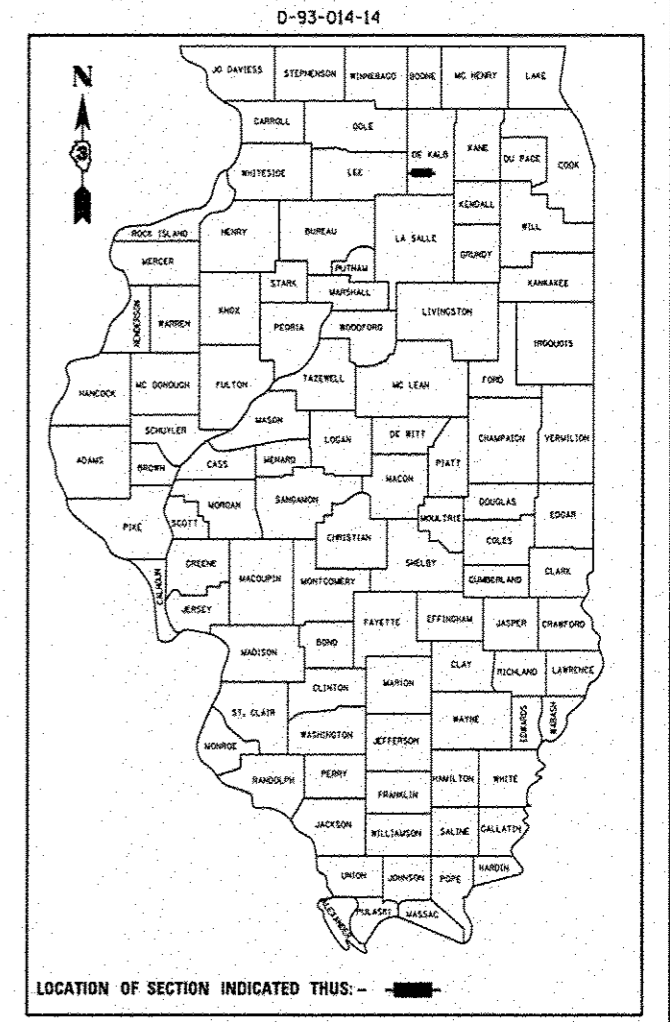 D-93-014-14
N
3
JO DAVIESS STEPHENSON WINNEBAGO BOONE MC HENRY LAKE
CARROLL OGLE
DE KALB KANE DU PAGE COOK
WHITESIDE LEE
KENDALL
ROCK ISLAND HENRY BUREAU LA SALLE WILL
MERCER PUTNAM GRUNDY
STARK MARSHALL KANKAKEE
HENDERSON WARREN KNOX PEORIA WOODFORD LIVINGSTON IROQUOIS
HANCOCK MC DONOUGH FULTON TAZEWELL MC LEAN FORD
MASON
SCHUYLER LOGAN DE WITT CHAMPAIGN VERMILION
ADAMS BROWN CASS MENARD MACON PIATT
PIKE SCOTT MORGAN SANGAMON MOULTRIE DOUGLAS EDGAR
CHRISTIAN COLES
CALHOUN GREENE MACOUPIN MONTGOMERY SHELBY CUMBERLAND CLARK
JERSEY FAYETTE EFFINGHAM JASPER CRAWFORD
MADISON BOND
CLAY RICHLAND LAWRENCE
CLINTON MARION
ST. CLAIR WAYNE EDWARDS WABASH
MONROE WASHINGTON JEFFERSON
RANDOLPH PERRY HAMILTON WHITE
FRANKLIN
JACKSON WILLIAMSON SALINE GALLATIN
UNION JOHNSON POPE HARDIN
ALEXANDER PULASKI MASSAC
LOCATION OF SECTION INDICATED THUS: -